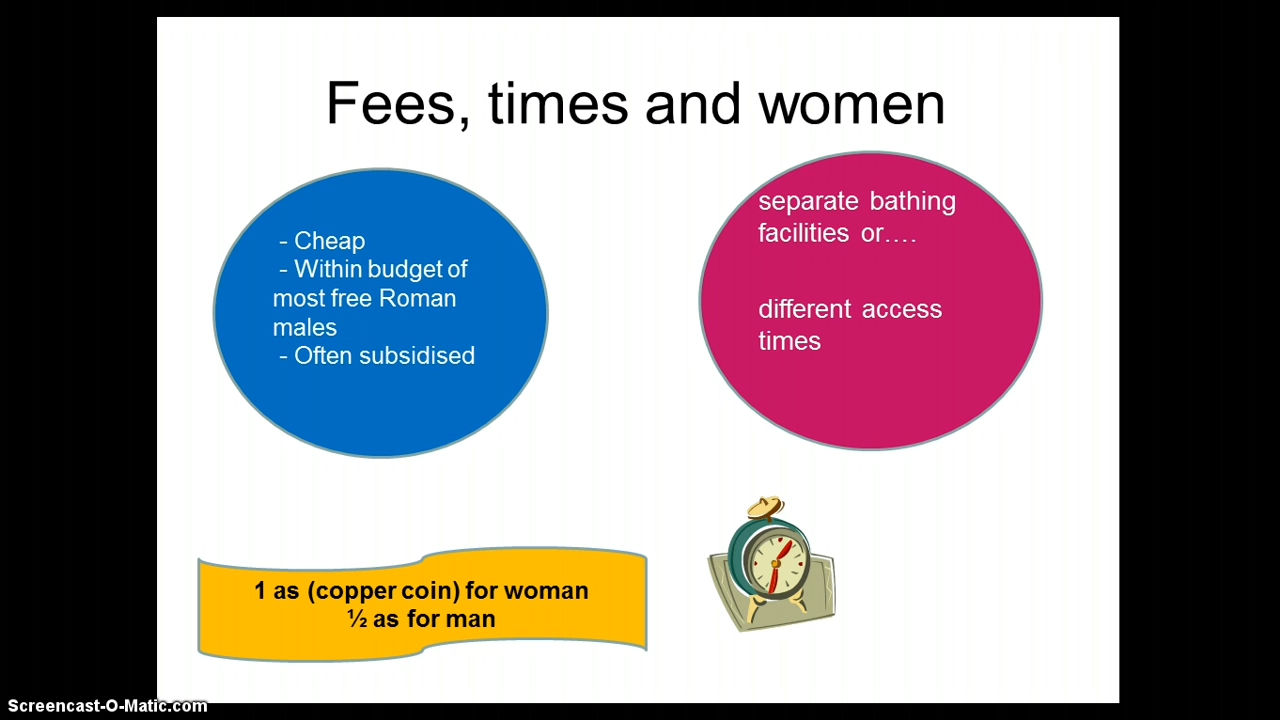 Fees, times and women
- Cheap
- Within budget of
most free Roman
males
- Often subsidised
separate bathing
facilities or....
different access
times
1 as (copper coin) for woman
½ as for man
Screencast-O-Matic.com